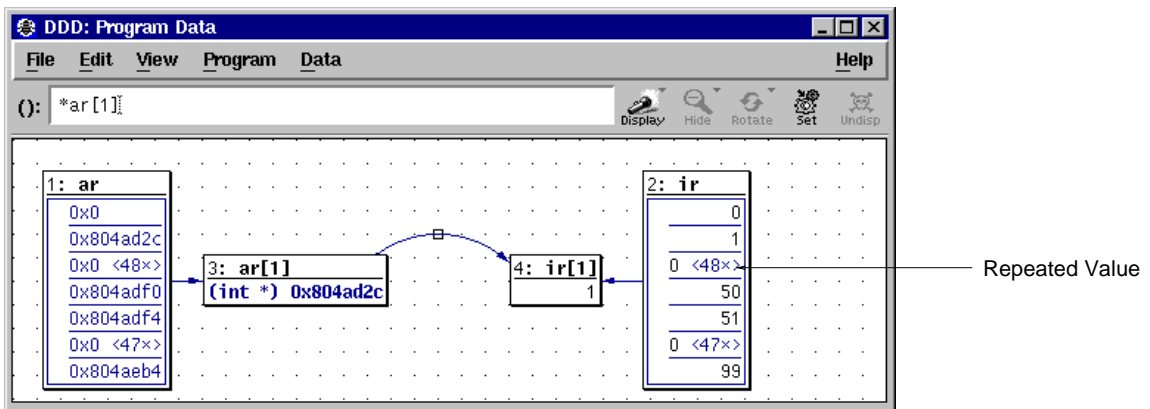 DDD: Program Data
File Edit View Program Data Help
(): *ar[1]
Display Hide Rotate Set Undisp
1: ar
0x0
0x804ad2c
0x0 <48×>
0x804adf0
0x804adf4
0x0 <47×>
0x804aeb4
3: ar[1]
(int *) 0x804ad2c
4: ir[1]
1
2: ir
0
1
0 <48×>
50
51
0 <47×>
99
Repeated Value